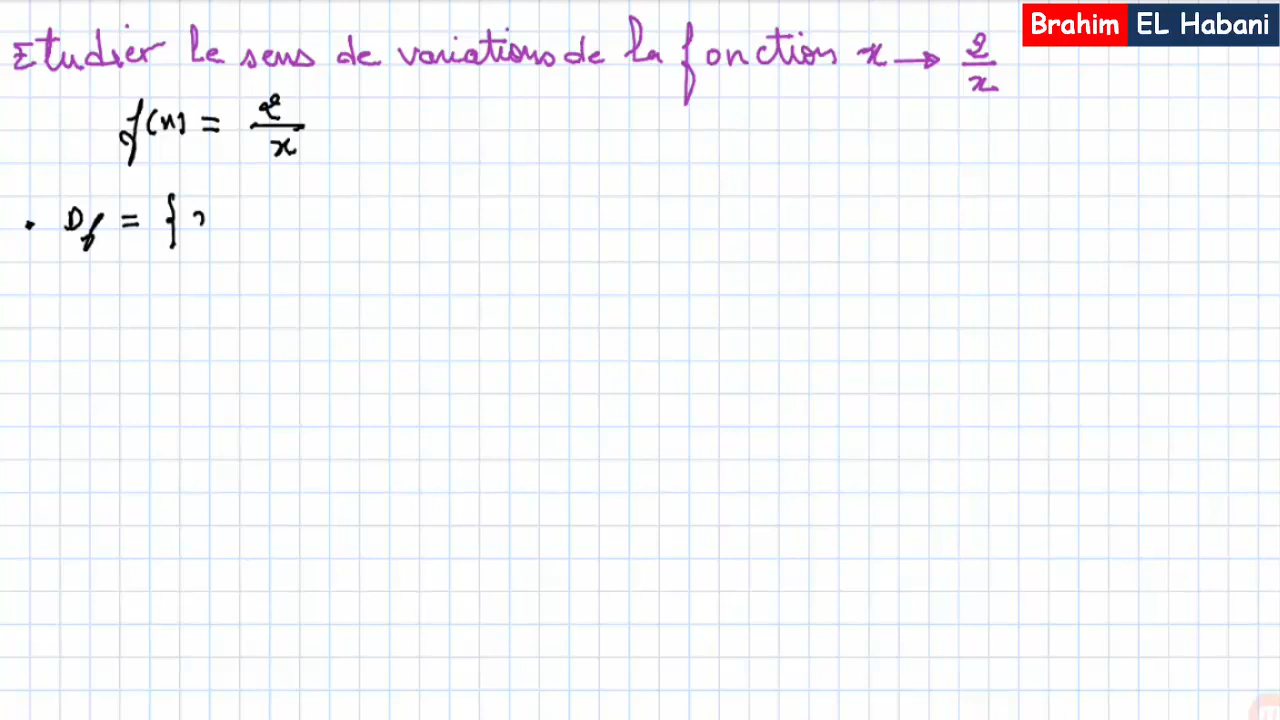 Brahim EL Habani
Etudier le sens de variations de la fonction x → 2/x
f(x) = 2/x
• Df = {